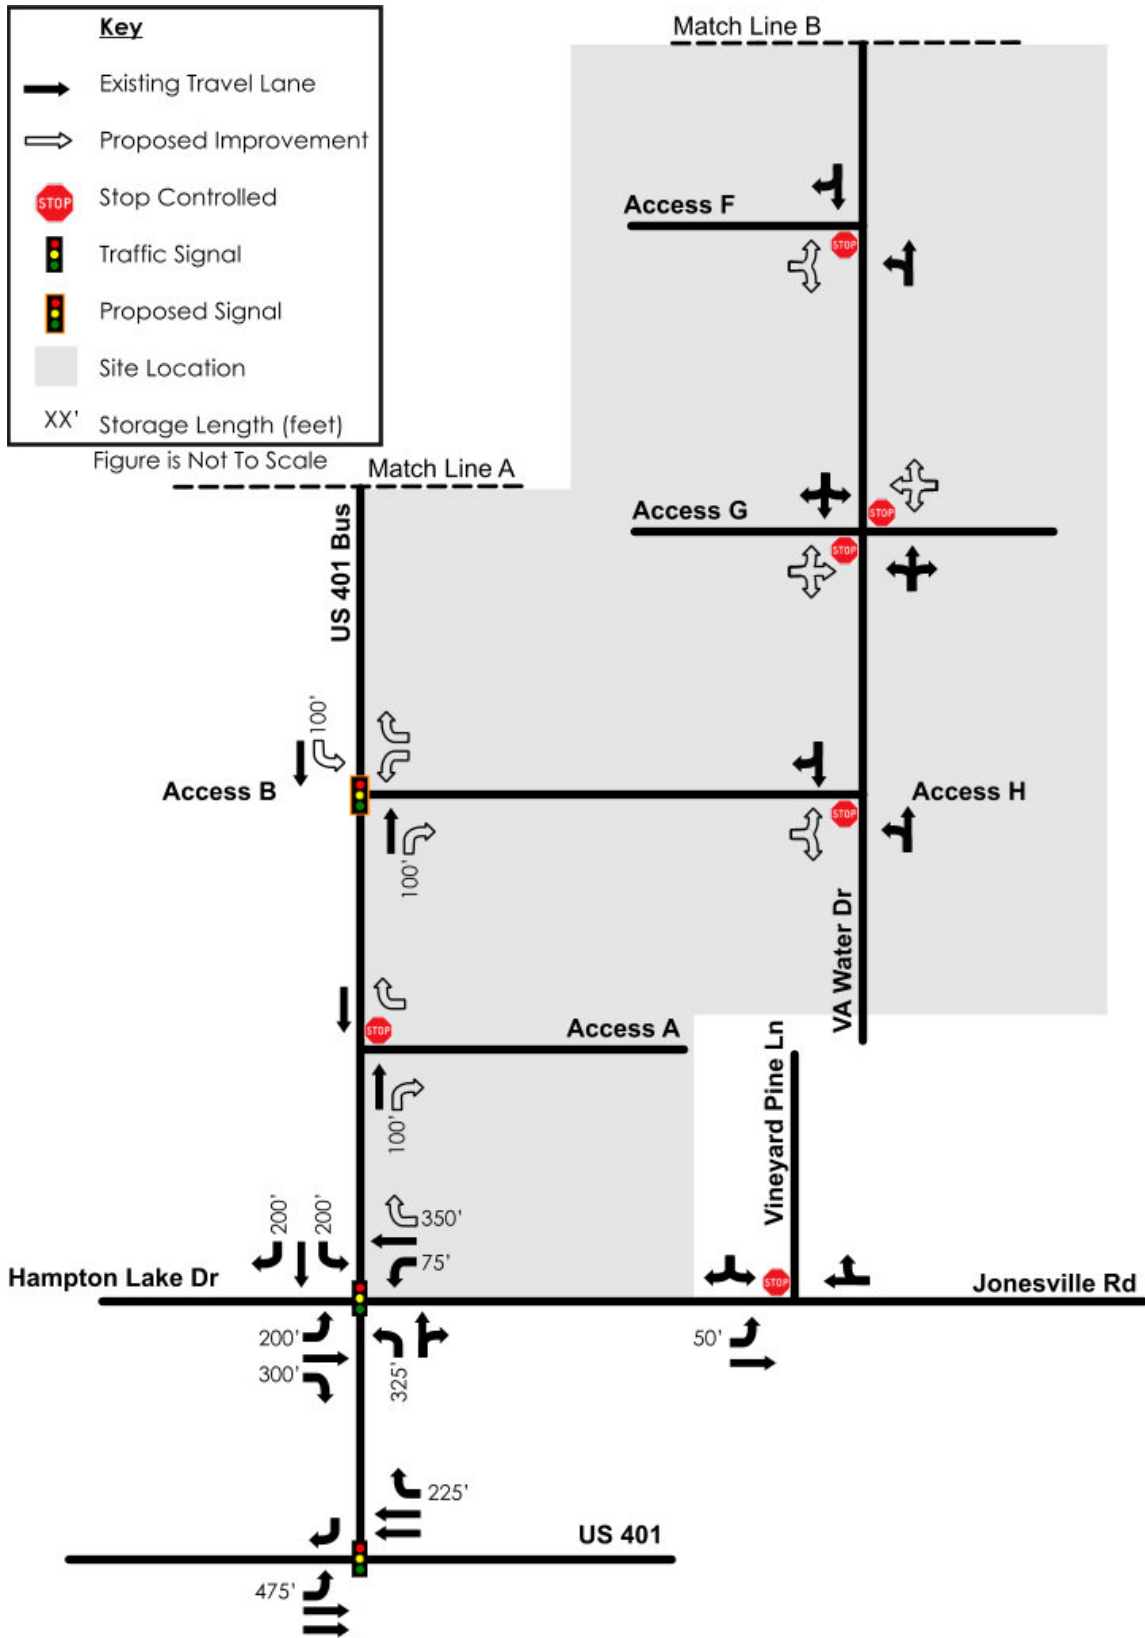 Key
Existing Travel Lane
Proposed Improvement
STOP Stop Controlled
Traffic Signal
Proposed Signal
Site Location
XX' Storage Length (feet)
Figure is Not To Scale
Match Line B
Access F
STOP
Match Line A
US 401 Bus
Access G
STOP
STOP
100'
Access B
Access H
STOP
100'
VA Water Dr
STOP
Access A
100'
Vineyard Pine Ln
200'
200'
350'
75'
Hampton Lake Dr
STOP
Jonesville Rd
200'
300'
325'
50'
225'
US 401
475'